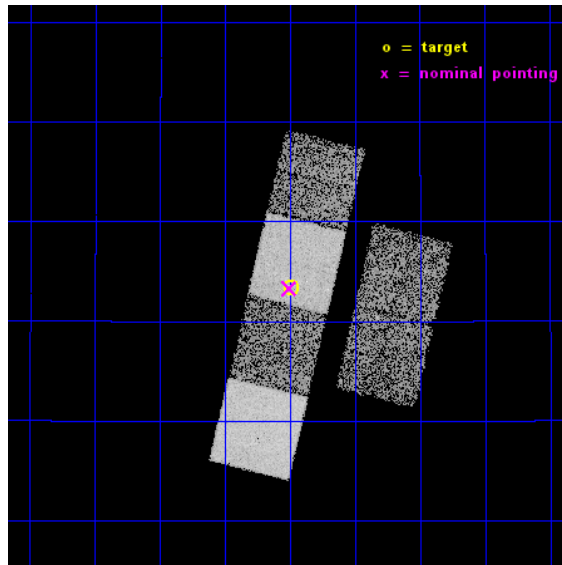 o = target
x = nominal pointing